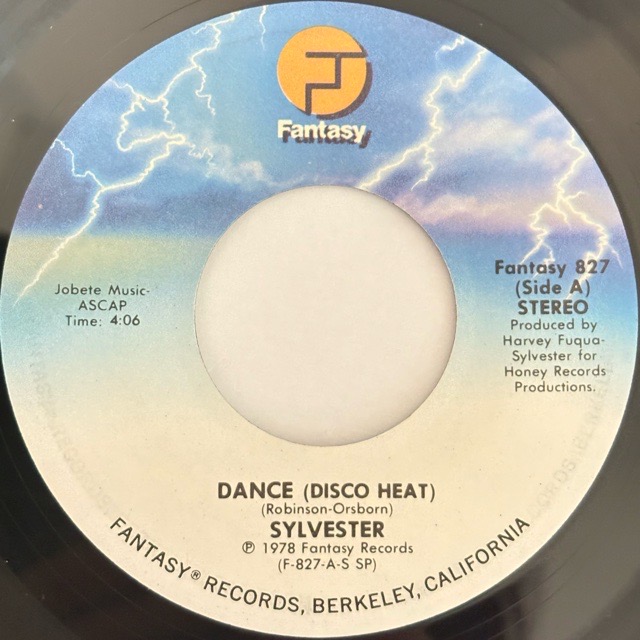 Fantasy
Jobete Music-
ASCAP
Time: 4:06
Fantasy 827
(Side A)
STEREO
Produced by
Harvey Fuqua-
Sylvester for
Honey Records
Productions.
DANCE (DISCO HEAT)
(Robinson-Orsborn)
SYLVESTER
℗ 1978 Fantasy Records
(F-827-A-S SP)
FANTASY® RECORDS, BERKELEY, CALIFORNIA